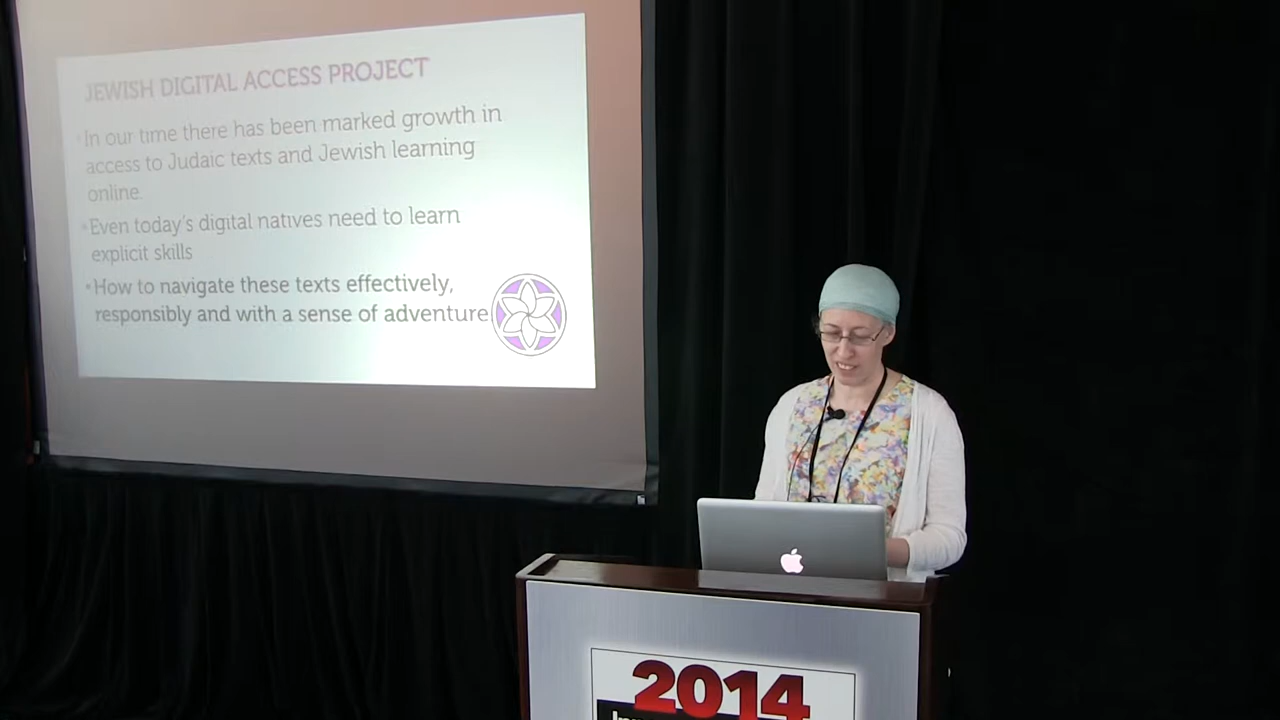 JEWISH DIGITAL ACCESS PROJECT
In our time there has been marked growth in
access to Judaic texts and Jewish learning
online.
Even today's digital natives need to learn
explicit skills
How to navigate these texts effectively,
responsibly and with a sense of adventure
2014